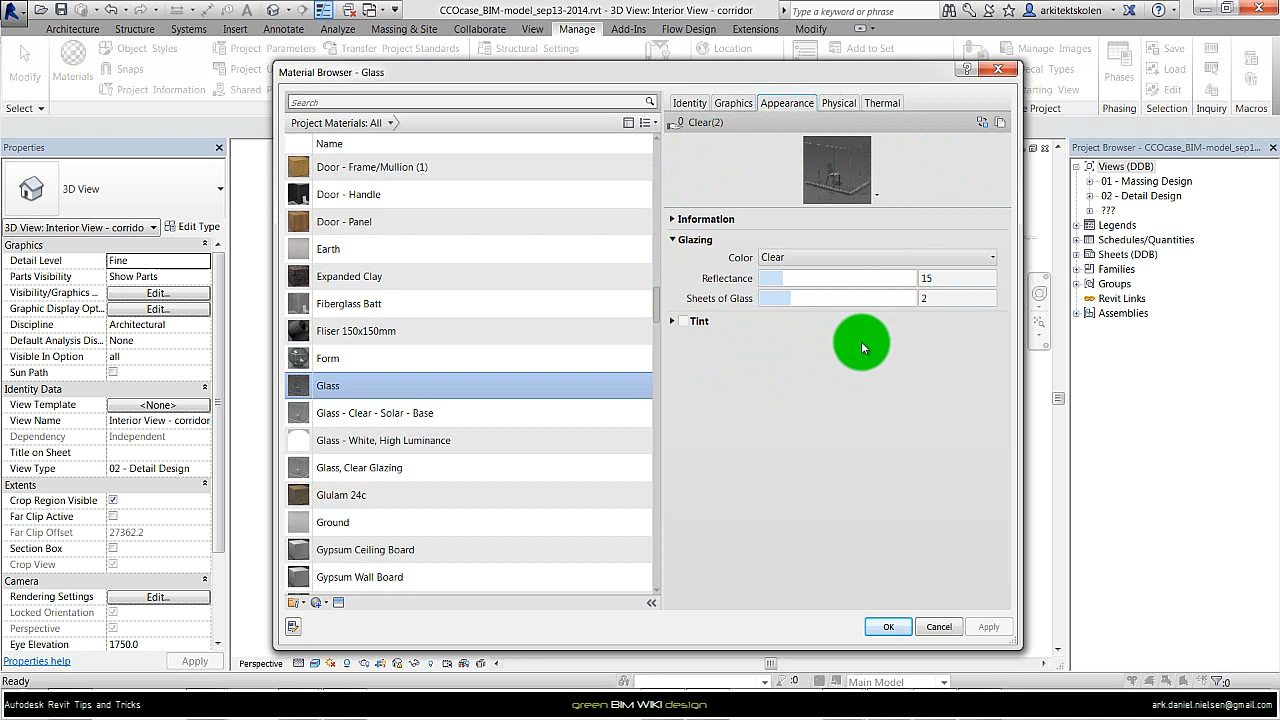 CCOcase_BIM-model_sep13-2014.rvt - 3D View: Interior View - corridor
Type a keyword or phrase
arkitektskolen
Architecture Structure Systems Insert Annotate Analyze Massing & Site Collaborate View Manage Add-Ins Flow Design Extensions Modify
Modify
Materials
Object Styles
Snaps
Project Information
Project Parameters
Project
Shared
Transfer Project Standards
Structural Settings
Location
Add to Set
Manage Images
Phases
Save
Load
Edit
Select
Project
Phasing
Selection
Inquiry
Macros
Properties
3D View
3D View: Interior View - corrido
Edit Type
Graphics
Detail Level Fine
Parts Visibility Show Parts
Visibility/Graphics ... Edit...
Graphic Display Opt... Edit...
Discipline Architectural
Default Analysis Dis... None
Visible In Option all
Sun Path
Identity Data
View Template <None>
View Name Interior View - corridor
Dependency Independent
Title on Sheet
View Type 02 - Detail Design
Extents
Crop Region Visible
Far Clip Active
Far Clip Offset 27362.2
Section Box
Crop View
Camera
Rendering Settings Edit...
Locked Orientation
Perspective
Eye Elevation 1750.0
Properties help
Apply
Material Browser - Glass
Search
Project Materials: All
Name
Door - Frame/Mullion (1)
Door - Handle
Door - Panel
Earth
Expanded Clay
Fiberglass Batt
Fliser 150x150mm
Form
Glass
Glass - Clear - Solar - Base
Glass - White, High Luminance
Glass, Clear Glazing
Glulam 24c
Ground
Gypsum Ceiling Board
Gypsum Wall Board
Identity Graphics Appearance Physical Thermal
0 Clear(2)
Information
Glazing
Color Clear
Reflectance 15
Sheets of Glass 2
Tint
OK
Cancel
Apply
Project Browser - CCOcase_BIM-model_sep1...
Views (DDB)
01 - Massing Design
02 - Detail Design
???
Legends
Schedules/Quantities
Sheets (DDB)
Families
Groups
Revit Links
Assemblies
Perspective
Ready
:0
Main Model
:0
Autodesk Revit Tips and Tricks
green BIM WIKI design
ark.daniel.nielsen@gmail.com